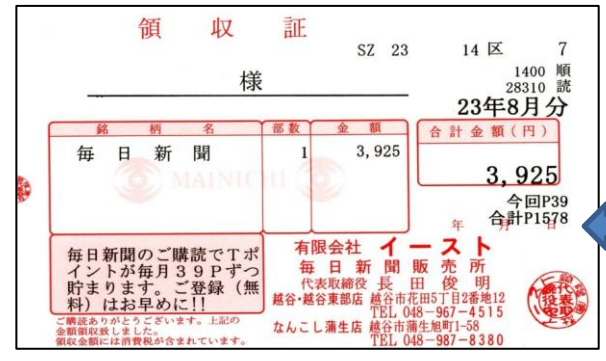 領収証
SZ 23 14区 7
1400 順
28310 読
様
23年8月分
銘柄名 部数 金額
合計金額(円)
毎日新聞 1 3,925
MAINICHI
3,925
今回P39
合計P1578
年 月 日
毎日新聞のご購読でTポ
イントが毎月39Pずつ
貯まります。ご登録(無
料)はお早めに!!
ご購読ありがとうございます。上記の
金額領収致しました。
領収金額には消費税が含まれています。
有限会社 イースト
毎日新聞販売所
代表取締役 長田俊明
越谷・越谷東部店 越谷市花田5丁目2番地12
TEL 048-967-4515
なんこし蒲生店 越谷市蒲生旭町1-58
TEL 048-987-8380